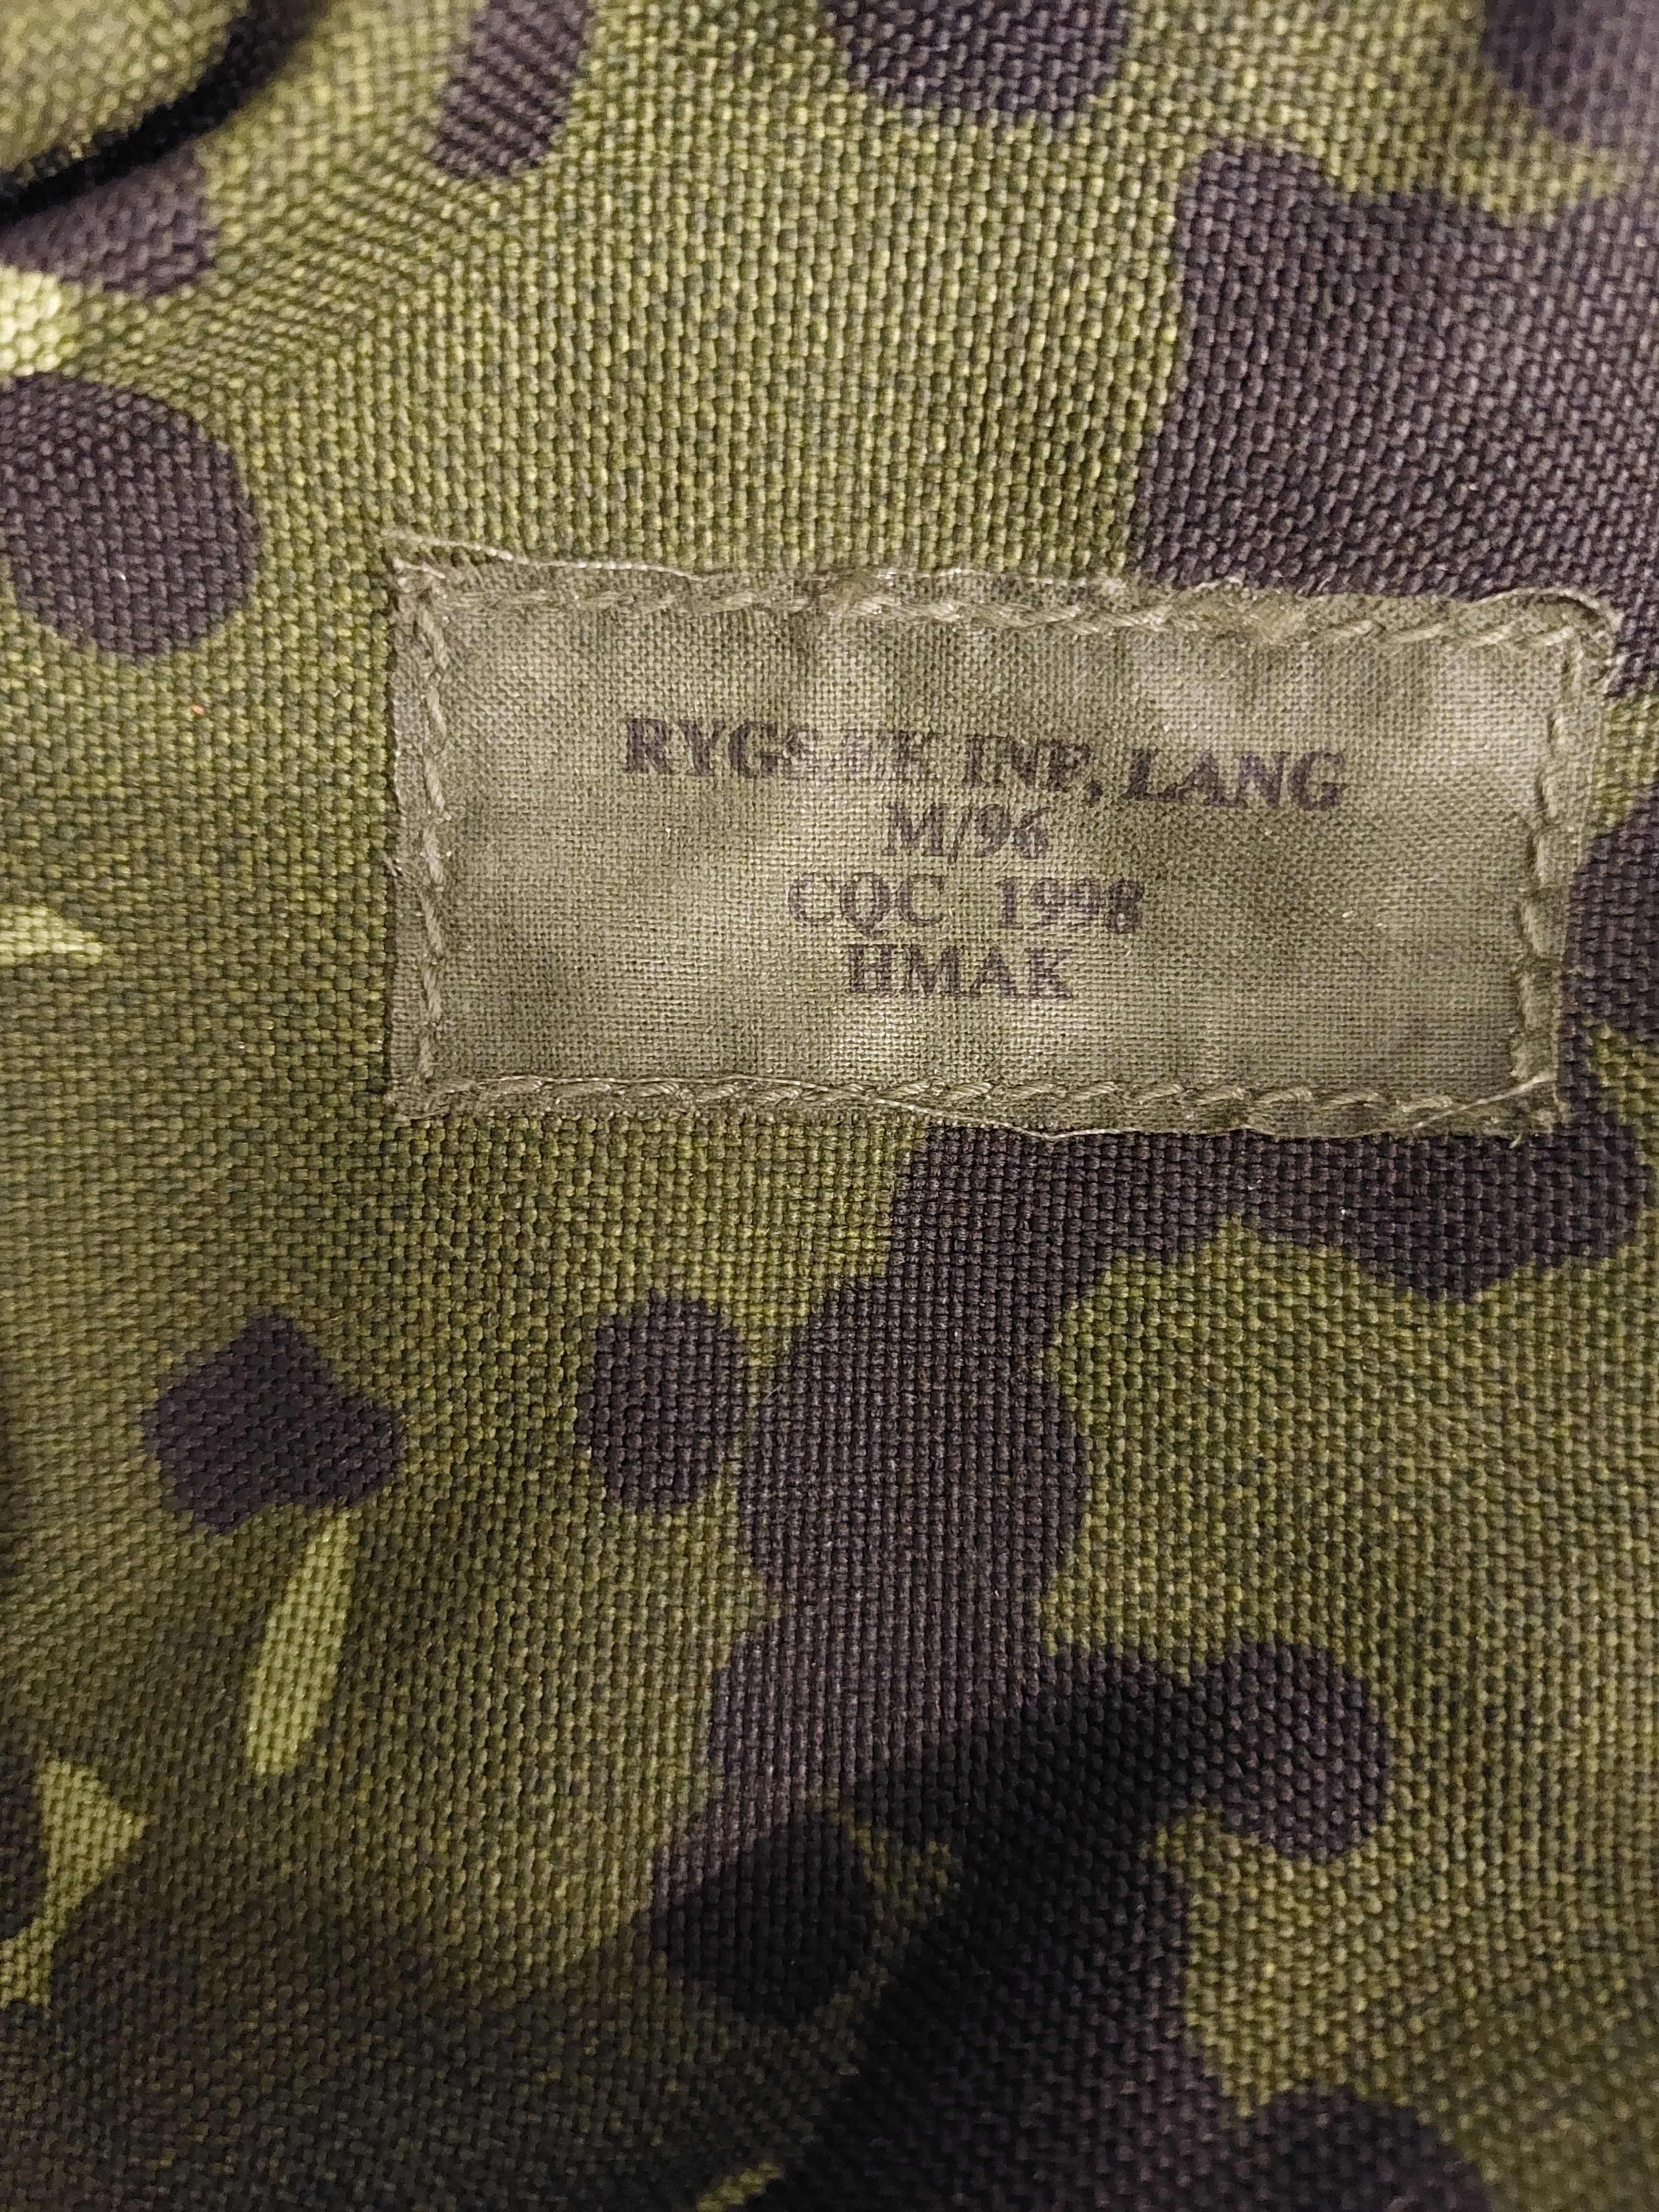 RYGSÆK INF, LANG
M/96
CQC 1998
HMAK